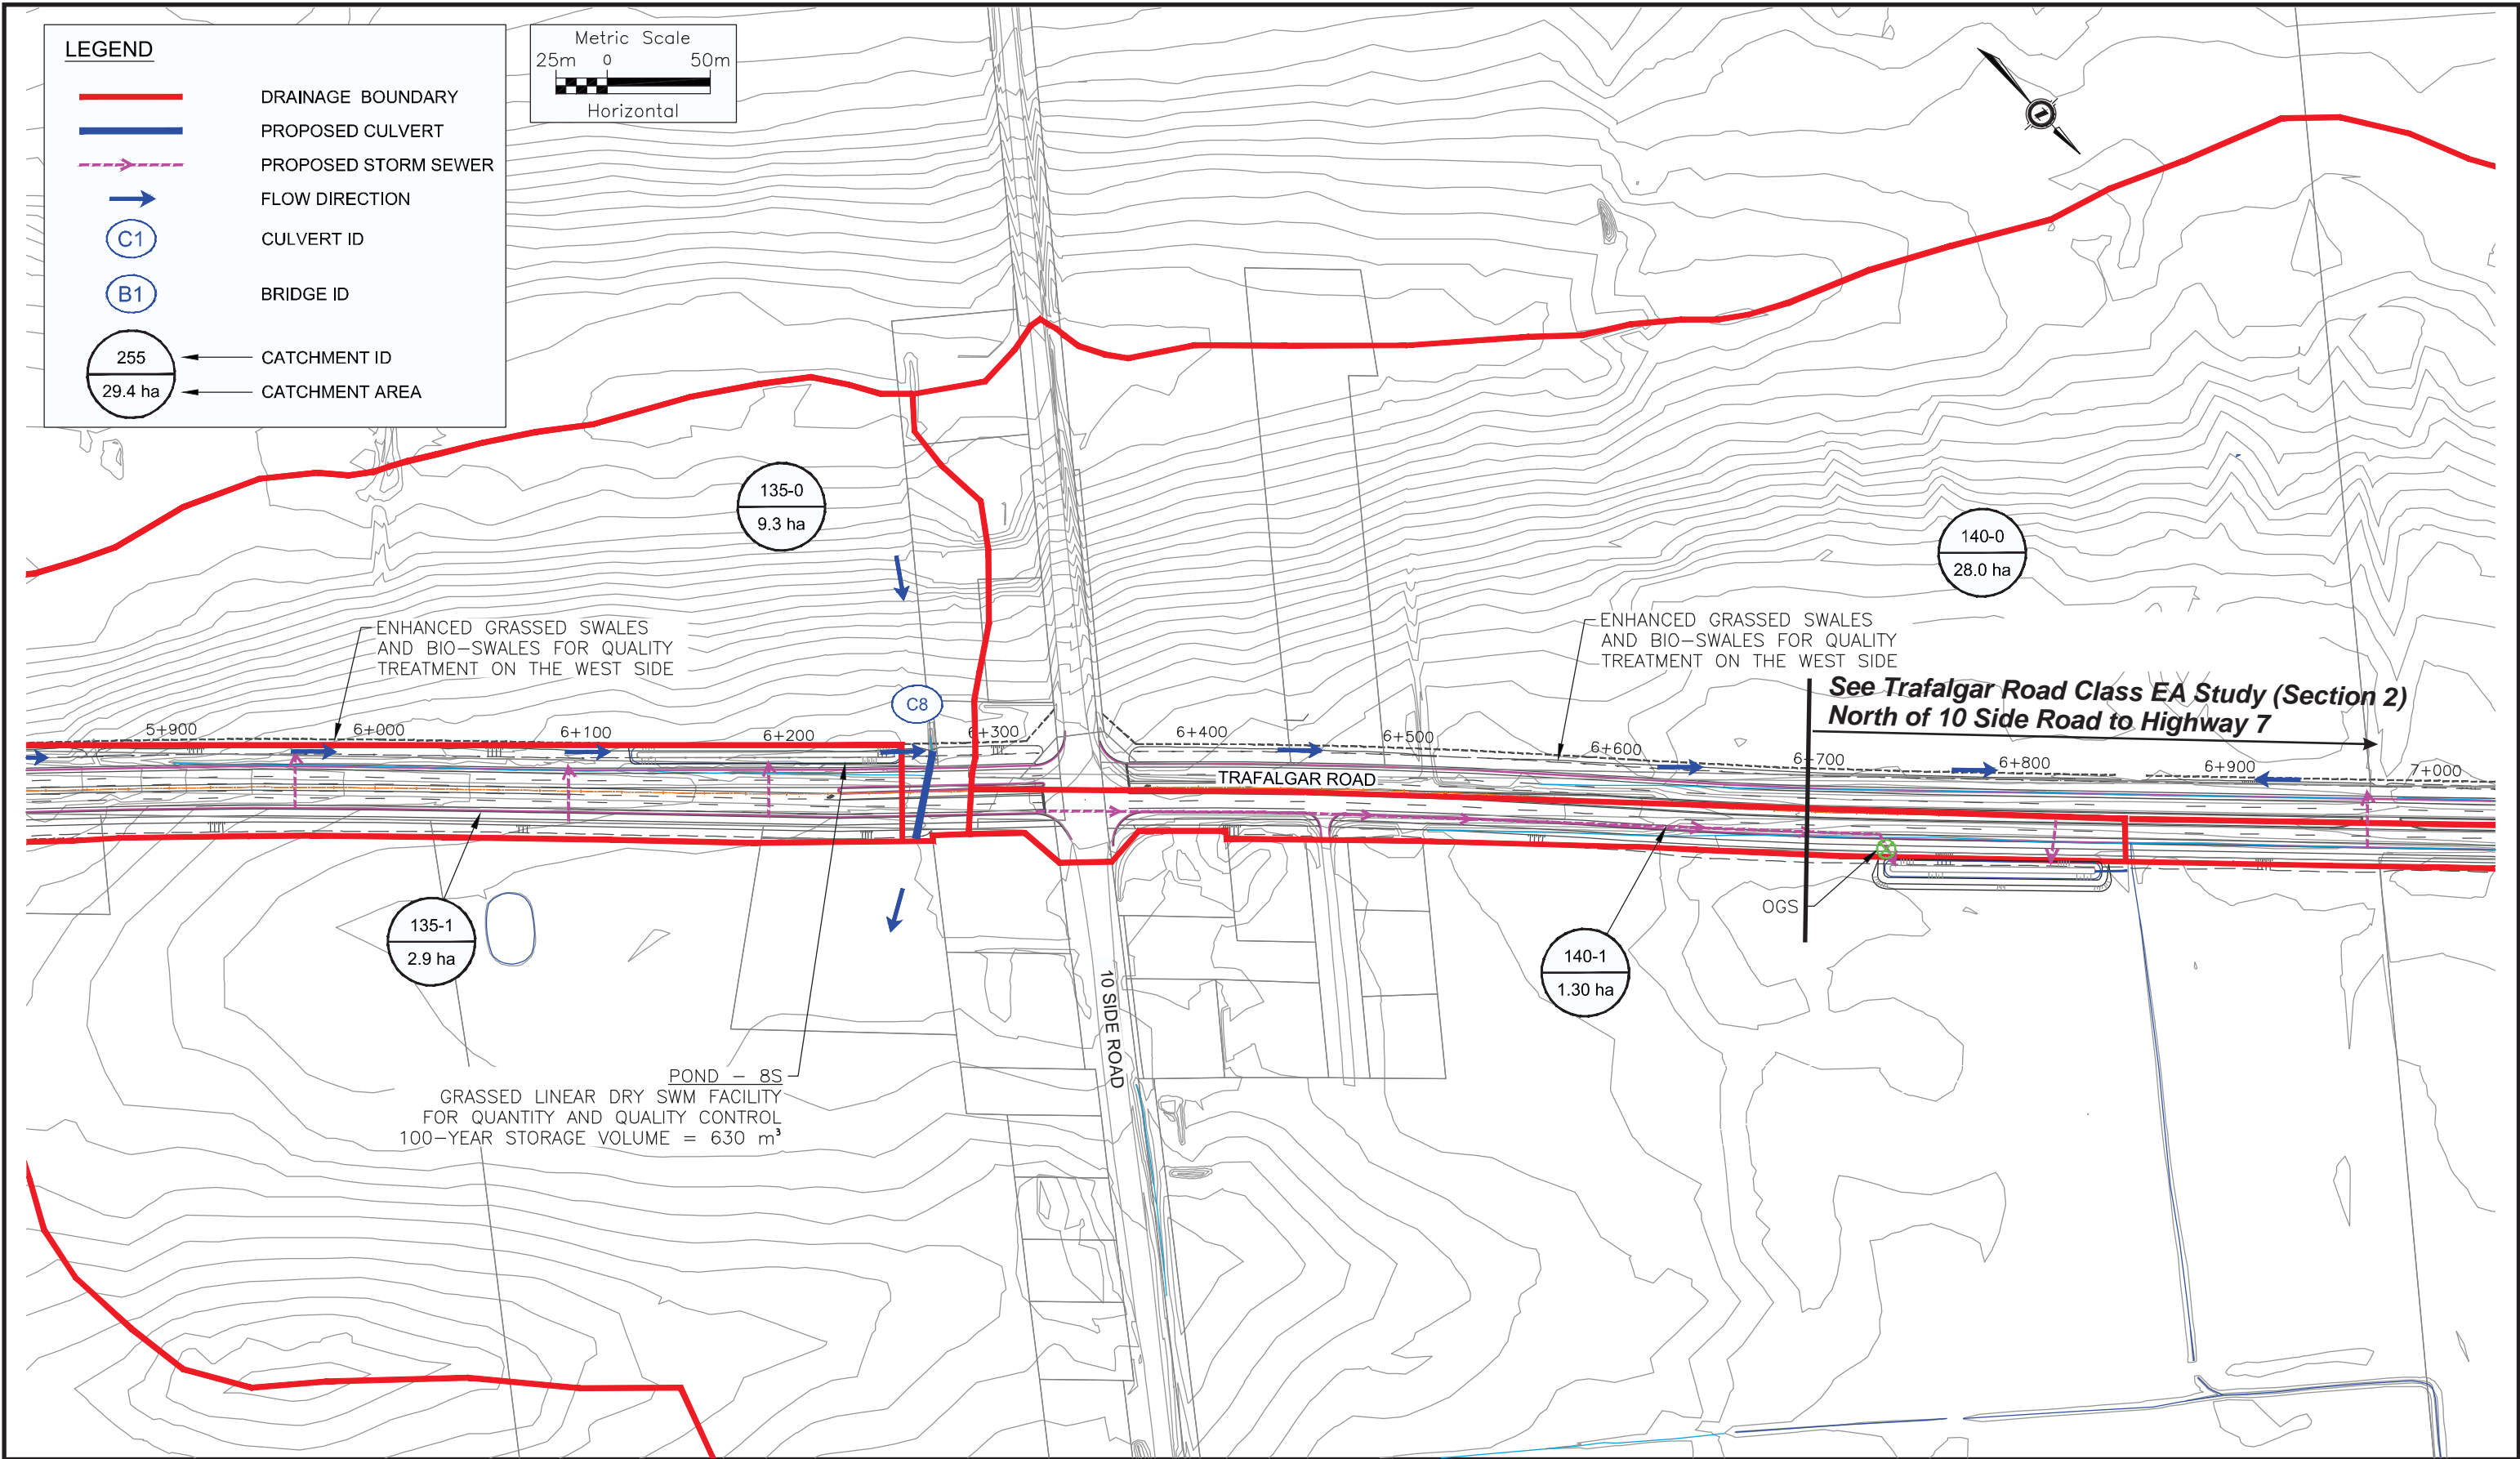 LEGEND
DRAINAGE BOUNDARY
PROPOSED CULVERT
PROPOSED STORM SEWER
FLOW DIRECTION
C1
CULVERT ID
B1
BRIDGE ID
255
CATCHMENT ID
29.4 ha
CATCHMENT AREA
Metric Scale
25m 0 50m
Horizontal
Z
135-0
9.3 ha
140-0
28.0 ha
ENHANCED GRASSED SWALES
AND BIO-SWALES FOR QUALITY
TREATMENT ON THE WEST SIDE
ENHANCED GRASSED SWALES
AND BIO-SWALES FOR QUALITY
TREATMENT ON THE WEST SIDE
See Trafalgar Road Class EA Study (Section 2)
North of 10 Side Road to Highway 7
C8
5+900 6+000 6+100 6+200 6+300 6+400 6+500 6+600 6+700 6+800 6+900 7+000
TRAFALGAR ROAD
OGS
135-1
2.9 ha
140-1
1.30 ha
10 SIDE ROAD
POND - 8S
GRASSED LINEAR DRY SWM FACILITY
FOR QUANTITY AND QUALITY CONTROL
100-YEAR STORAGE VOLUME = 630 m³